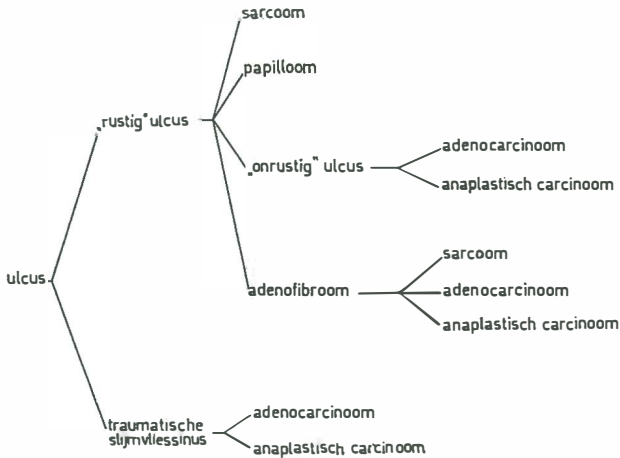 sarcoom
papilloom
„rustig" ulcus
„onrustig" ulcus
adenocarcinoom
anaplastisch carcinoom
ulcus
adenofibroom
sarcoom
adenocarcinoom
anaplastisch carcinoom
traumatische
slijmvliessinus
adenocarcinoom
anaplastisch carcinoom